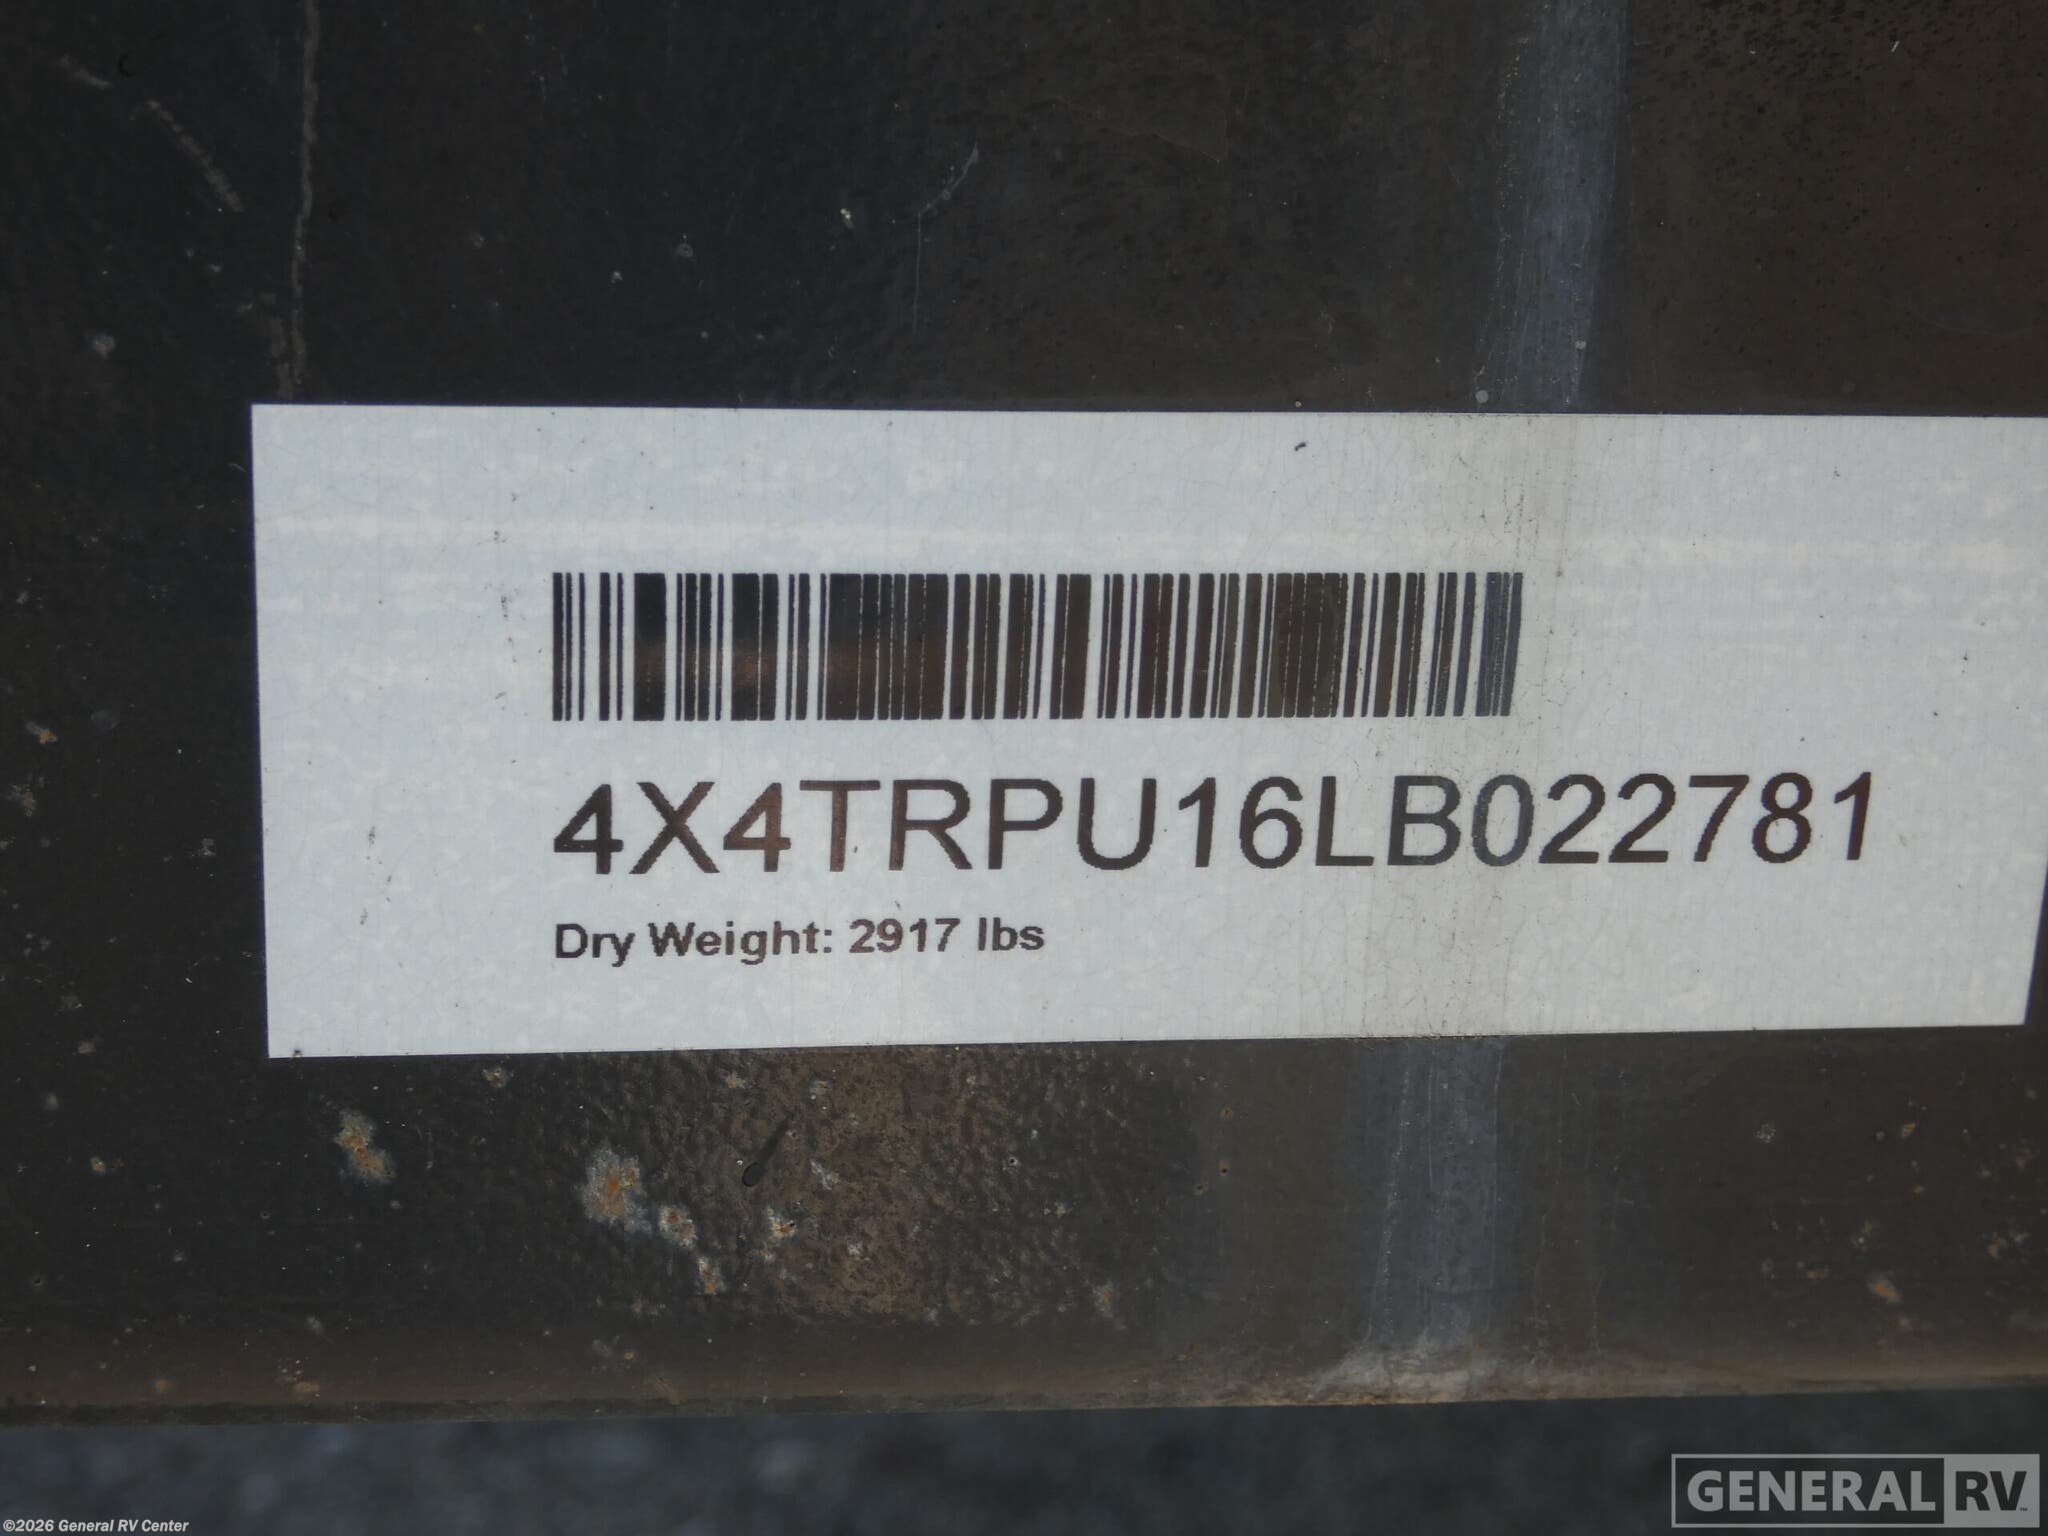 4X4TRPU16LB022781
Dry Weight: 2917 lbs
GENERAL RV
©2026 General RV Center